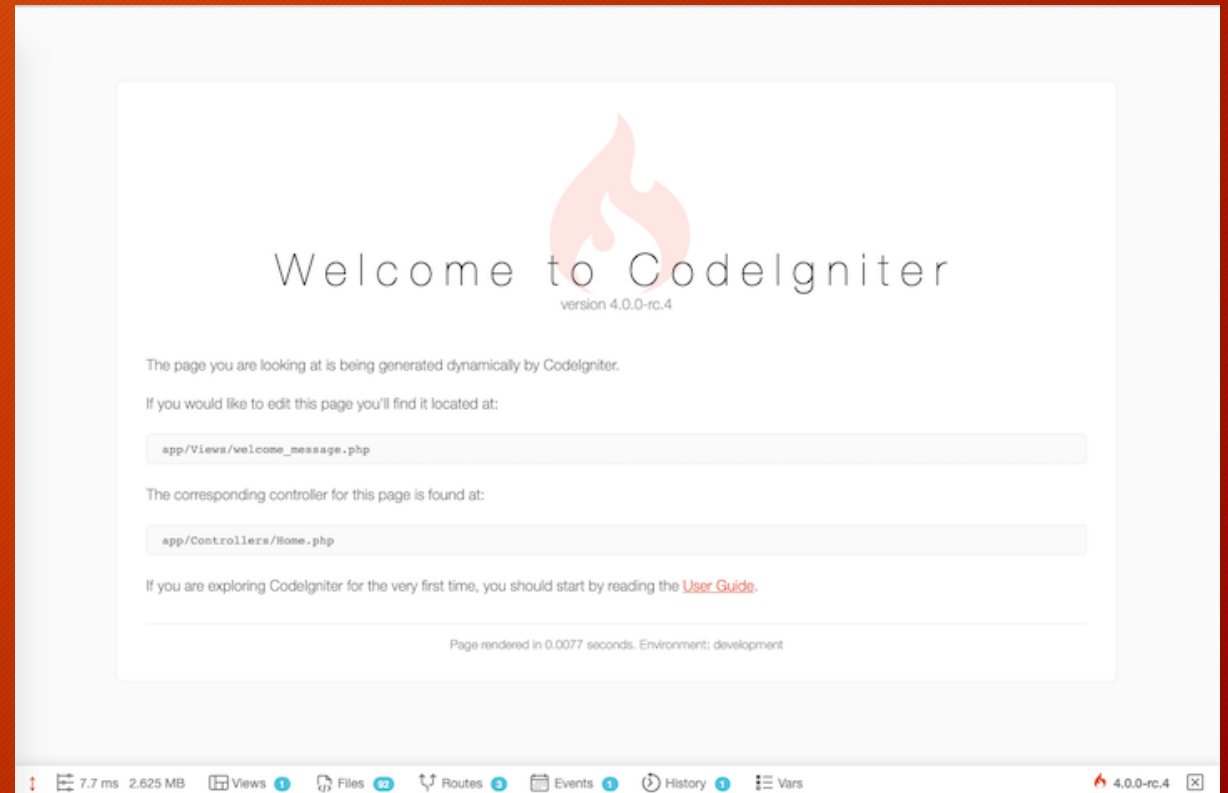 Welcome to CodeIgniter
version 4.0.0-rc.4
The page you are looking at is being generated dynamically by CodeIgniter.
If you would like to edit this page you'll find it located at:
app/Views/welcome_message.php
The corresponding controller for this page is found at:
app/Controllers/Home.php
If you are exploring CodeIgniter for the very first time, you should start by reading the User Guide.
Page rendered in 0.0077 seconds. Environment: development
7.7 ms 2.625 MB Views 1 Files 92 Routes 3 Events 1 History 1 Vars 4.0.0-rc.4